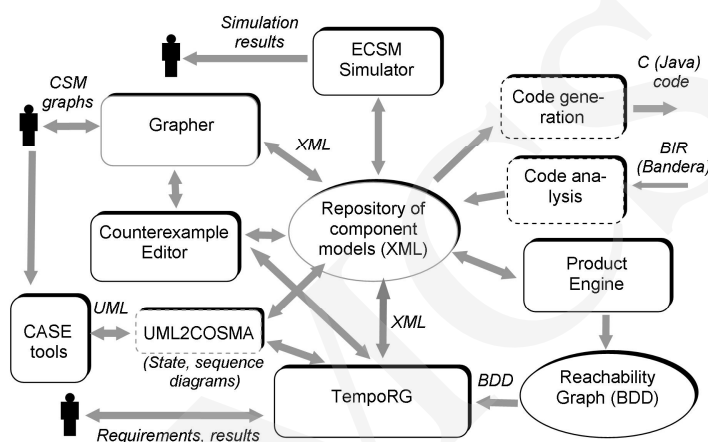 Simulation
results
ECSM
Simulator
CSM
graphs
Grapher
XML
Code gene-
ration
C (Java)
code
Code ana-
lysis
BIR
(Bandera)
Repository of
component
models (XML)
Counterexample
Editor
Product
Engine
CASE
tools
UML
UML2COSMA
(State, sequence
diagrams)
XML
TempoRG
BDD
Reachability
Graph (BDD)
Requirements, results